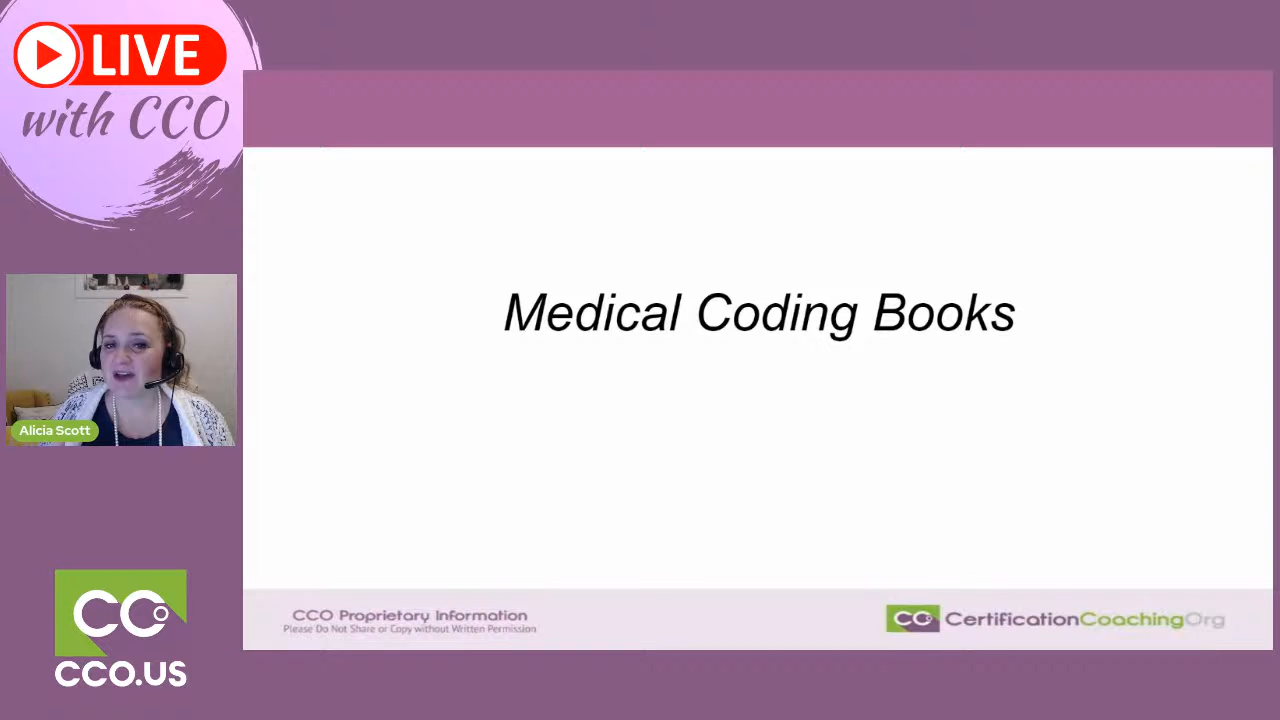 LIVE
with CCO
Medical Coding Books
Alicia Scott
CCO Proprietary Information
Please Do Not Share or Copy without Written Permission
CO CertificationCoachingOrg
CCO
CCO.US